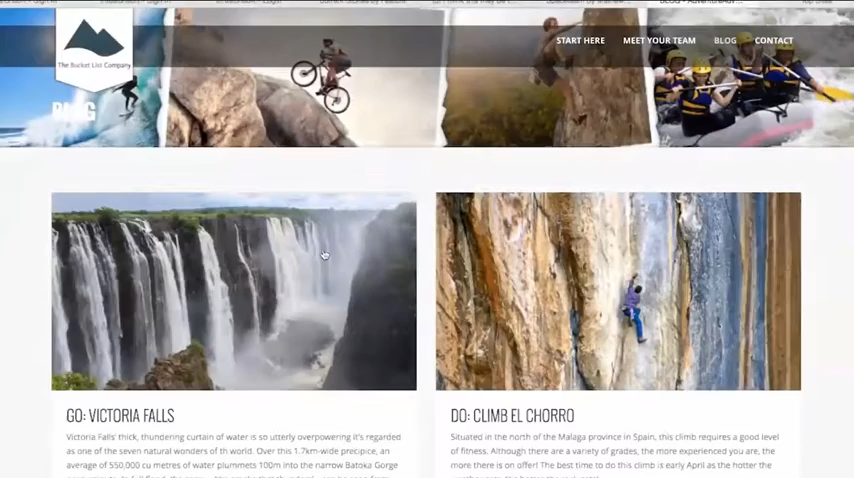 START HERE
MEET YOUR TEAM
BLOG
CONTACT
The Bucket List Company
BLOG
GO: VICTORIA FALLS
Victoria Falls' thick, thundering curtain of water is so utterly overpowering it's regarded
as one of the seven natural wonders of th world. Over this 1.7km-wide precipice, an
average of 550,000 cu metres of water plummets 100m into the narrow Batoka Gorge
DO: CLIMB EL CHORRO
Situated in the north of the Malaga province in Spain, this climb requires a good level
of fitness. Although there are a variety of grades, the more experienced you are, the
more there is on offer! The best time to do this climb is early April as the hotter the